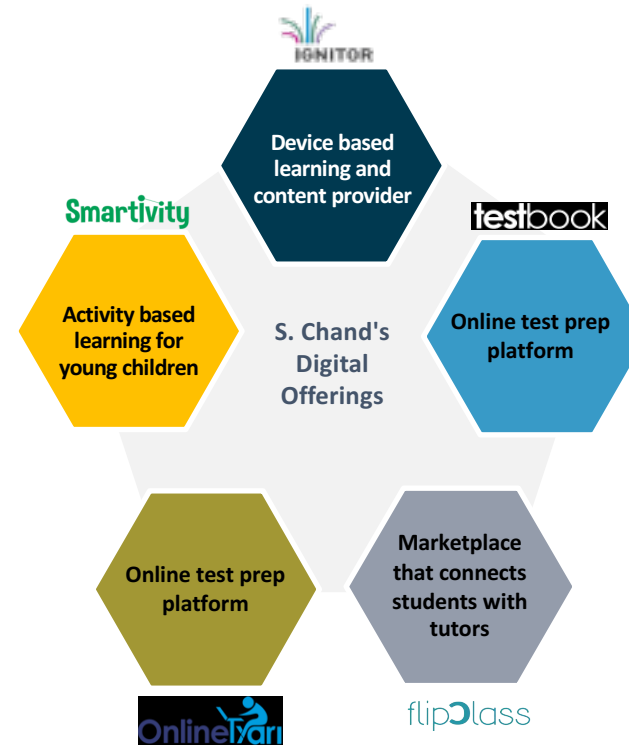 IGNITOR
Device based
learning and
content provider
Smartivity
testbook
Activity based
learning for
young children
S. Chand's
Digital
Offerings
Online test prep
platform
Online test prep
platform
Marketplace
that connects
students with
tutors
OnlineTyari
flipClass